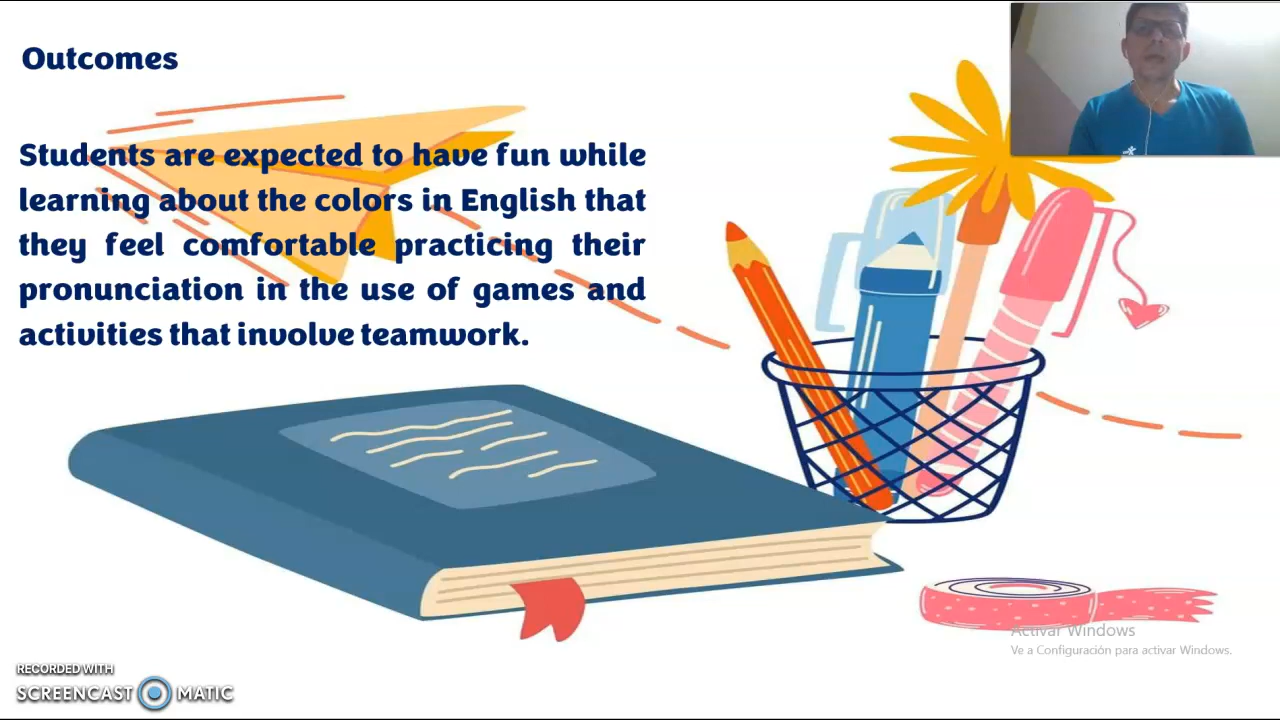 Outcomes
Students are expected to have fun while
learning about the colors in English that
they feel comfortable practicing their
pronunciation in the use of games and
activities that involve teamwork.
Activar Windows
Ve a Configuración para activar Windows.
RECORDED WITH
SCREENCAST MATIC